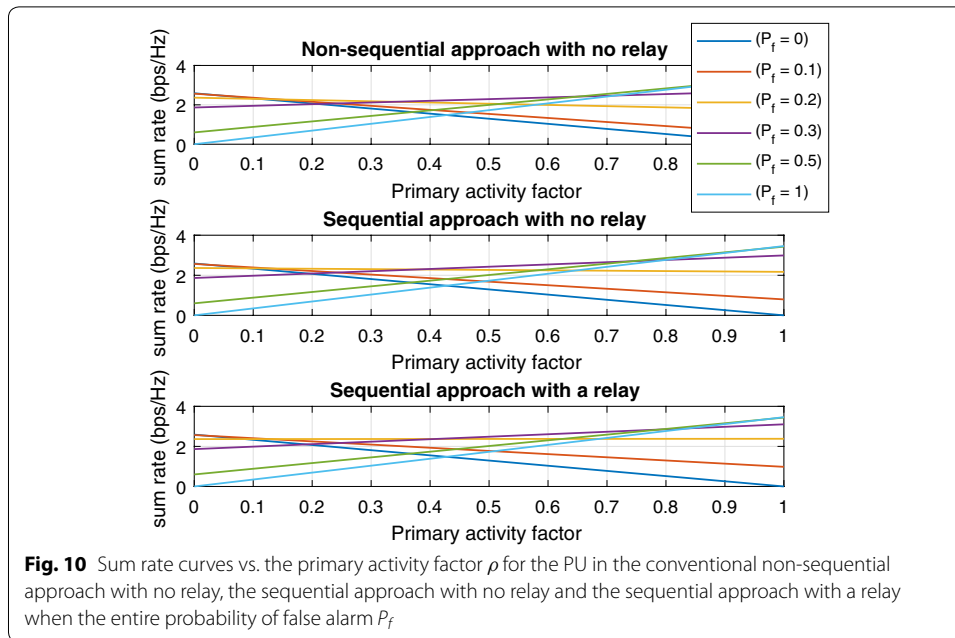 Non-sequential approach with no relay
sum rate (bps/Hz)
4
2
0
0 0.1 0.2 0.3 0.4 0.5 0.6 0.7 0.8
Primary activity factor
(P_f = 0)
(P_f = 0.1)
(P_f = 0.2)
(P_f = 0.3)
(P_f = 0.5)
(P_f = 1)
Sequential approach with no relay
sum rate (bps/Hz)
4
2
0
0 0.1 0.2 0.3 0.4 0.5 0.6 0.7 0.8 0.9 1
Primary activity factor
Sequential approach with a relay
sum rate (bps/Hz)
4
2
0
0 0.1 0.2 0.3 0.4 0.5 0.6 0.7 0.8 0.9 1
Primary activity factor
Fig. 10 Sum rate curves vs. the primary activity factor ρ for the PU in the conventional non-sequential
approach with no relay, the sequential approach with no relay and the sequential approach with a relay
when the entire probability of false alarm P_f